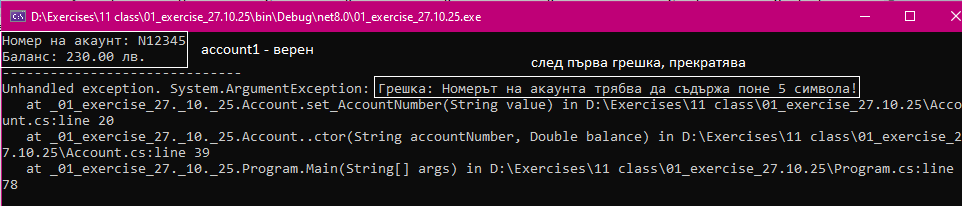 D:\Exercises\11 class\01_exercise_27.10.25\bin\Debug\net8.0\01_exercise_27.10.25.exe
Номер на акаунт: N12345
Баланс: 230.00 лв.
account1 - верен
след първа грешка, прекратява
------------------------------
Unhandled exception. System.ArgumentException: Грешка: Номерът на акаунта трябва да съдържа поне 5 символа!
   at _01_exercise_27._10._25.Account.set_AccountNumber(String value) in D:\Exercises\11 class\01_exercise_27.10.25\Acco
unt.cs:line 20
   at _01_exercise_27._10._25.Account..ctor(String accountNumber, Double balance) in D:\Exercises\11 class\01_exercise_2
7.10.25\Account.cs:line 39
   at _01_exercise_27._10._25.Program.Main(String[] args) in D:\Exercises\11 class\01_exercise_27.10.25\Program.cs:line
78